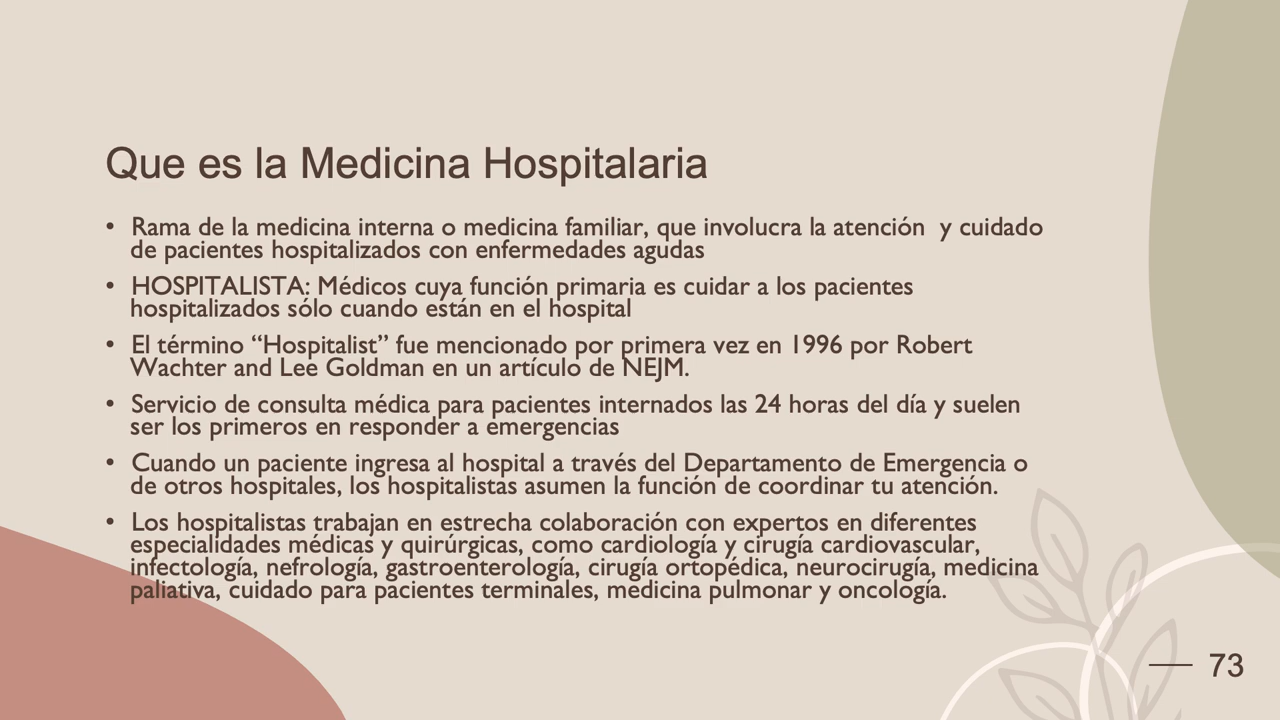 Que es la Medicina Hospitalaria
• Rama de la medicina interna o medicina familiar, que involucra la atención  y cuidado
de pacientes hospitalizados con enfermedades agudas
• HOSPITALISTA: Médicos cuya función primaria es cuidar a los pacientes
hospitalizados sólo cuando están en el hospital
• El término “Hospitalist” fue mencionado por primera vez en 1996 por Robert
Wachter and Lee Goldman en un artículo de NEJM.
• Servicio de consulta médica para pacientes internados las 24 horas del día y suelen
ser los primeros en responder a emergencias
• Cuando un paciente ingresa al hospital a través del Departamento de Emergencia o
de otros hospitales, los hospitalistas asumen la función de coordinar tu atención.
• Los hospitalistas trabajan en estrecha colaboración con expertos en diferentes
especialidades médicas y quirúrgicas, como cardiología y cirugía cardiovascular,
infectología, nefrología, gastroenterología, cirugía ortopédica, neurocirugía, medicina
paliativa, cuidado para pacientes terminales, medicina pulmonar y oncología.
73